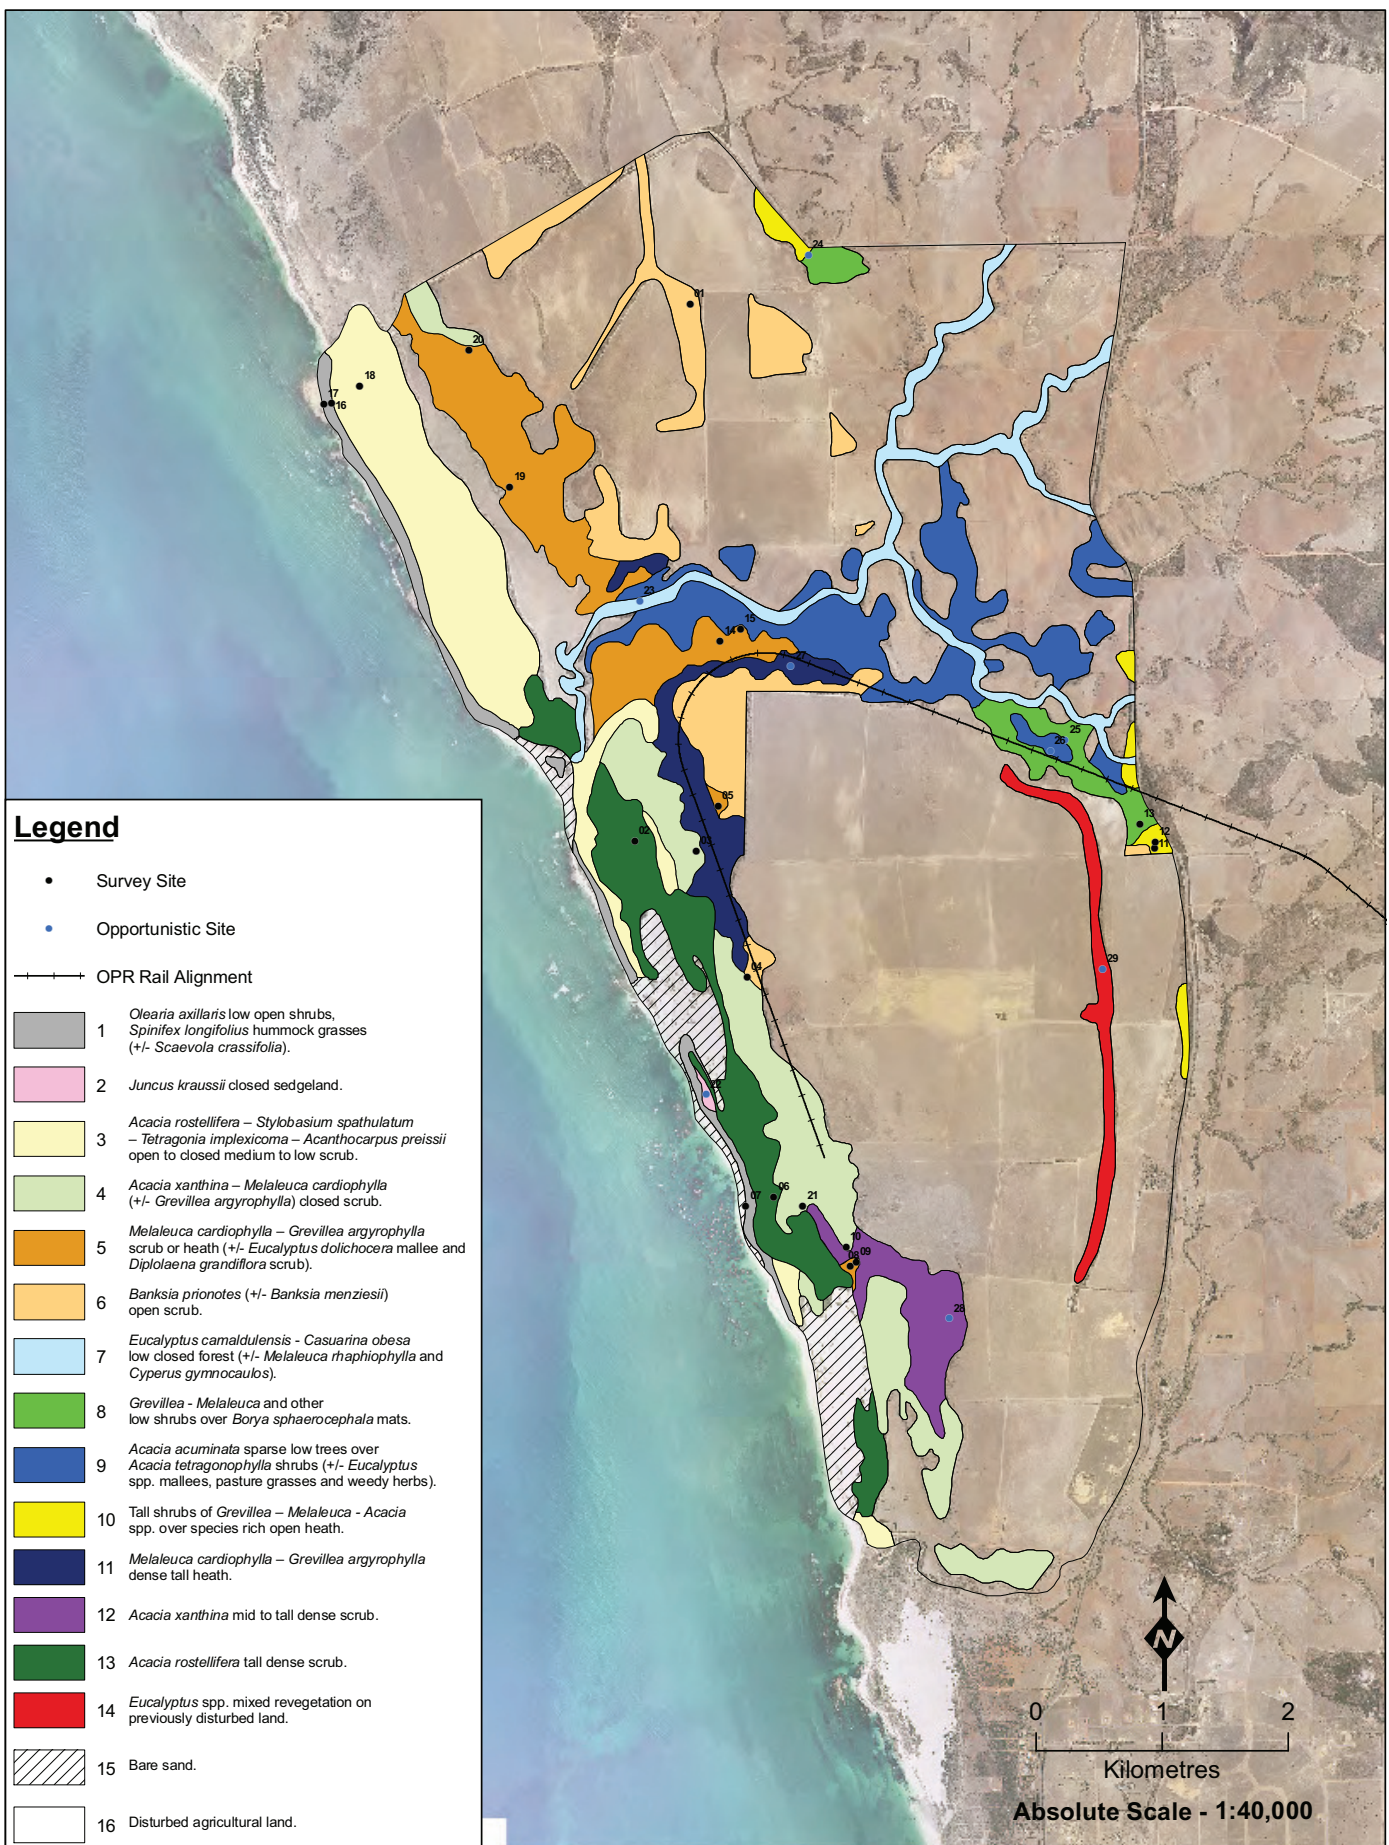 24
01
20
18
17
16
19
23
15
14
27
25
26
05
13
12
11
02
03
04
29
22
06
07
21
10
09
08
28
Legend
Survey Site
Opportunistic Site
OPR Rail Alignment
1 Olearia axillaris low open shrubs,
Spinifex longifolius hummock grasses
(+/- Scaevola crassifolia).
2 Juncus kraussii closed sedgeland.
3 Acacia rostellifera – Stylobasium spathulatum
– Tetragonia implexicoma – Acanthocarpus preissii
open to closed medium to low scrub.
4 Acacia xanthina – Melaleuca cardiophylla
(+/- Grevillea argyrophylla) closed scrub.
5 Melaleuca cardiophylla – Grevillea argyrophylla
scrub or heath (+/- Eucalyptus dolichocera mallee and
Diplolaena grandiflora scrub).
6 Banksia prionotes (+/- Banksia menziesii)
open scrub.
7 Eucalyptus camaldulensis - Casuarina obesa
low closed forest (+/- Melaleuca rhaphiophylla and
Cyperus gymnocaulos).
8 Grevillea - Melaleuca and other
low shrubs over Borya sphaerocephala mats.
9 Acacia acuminata sparse low trees over
Acacia tetragonophylla shrubs (+/- Eucalyptus
spp. mallees, pasture grasses and weedy herbs).
10 Tall shrubs of Grevillea – Melaleuca - Acacia
spp. over species rich open heath.
11 Melaleuca cardiophylla – Grevillea argyrophylla
dense tall heath.
12 Acacia xanthina mid to tall dense scrub.
13 Acacia rostellifera tall dense scrub.
14 Eucalyptus spp. mixed revegetation on
previously disturbed land.
15 Bare sand.
16 Disturbed agricultural land.
N
0 1 2
Kilometres
Absolute Scale - 1:40,000